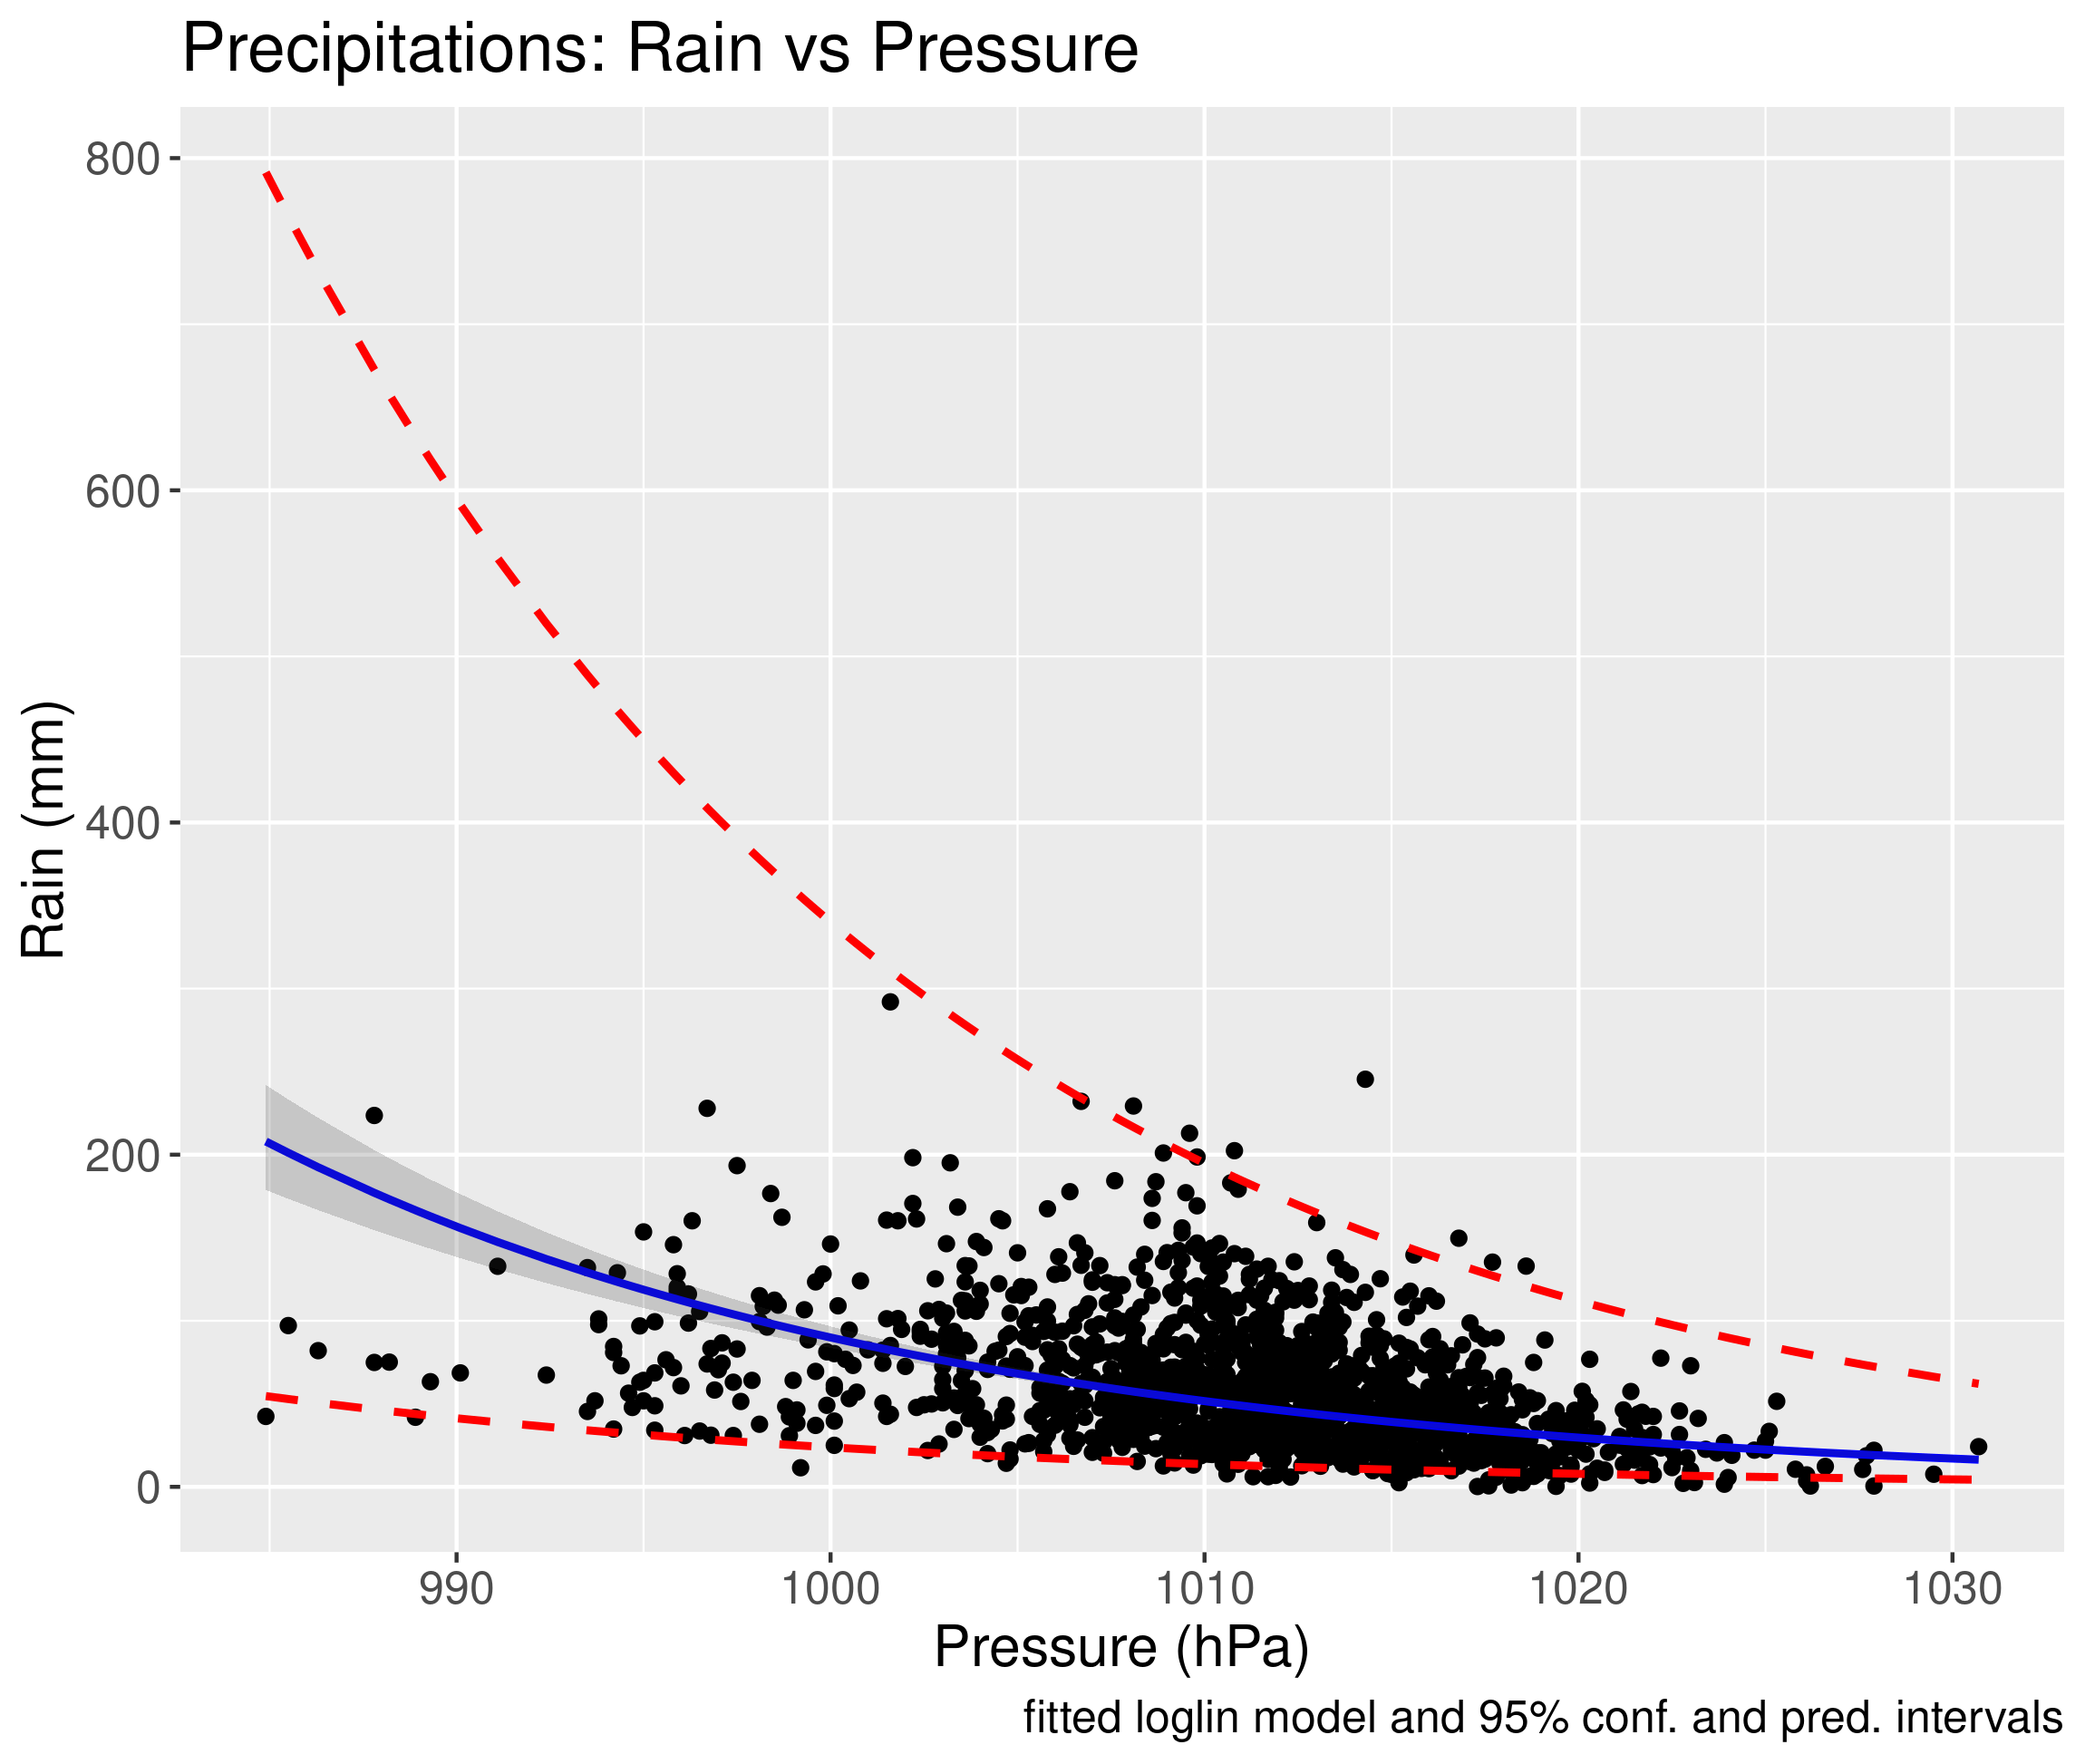 Precipitations: Rain vs Pressure
800
600
400
200
0
Rain (mm)
990 1000 1010 1020 1030
Pressure (hPa)
fitted loglin model and 95% conf. and pred. intervals